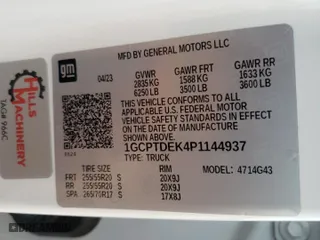 MFD BY GENERAL MOTORS LLC
gm
04/23
GVWR GAWR FRT GAWR RR
2835 KG 1588 KG 1633 KG
6250 LB 3500 LB 3600 LB
THIS VEHICLE CONFORMS TO ALL
APPLICABLE U.S. FEDERAL MOTOR
VEHICLE SAFETY STANDARDS IN
EFFECT ON THE DATE OF MANUFACTURE
SHOWN ABOVE.
1GCPTDEK4P1144937
TYPE: TRUCK
TIRE SIZE RIM MODEL: 4714G43
FRT 255/55R20 S 20X9J
RR 255/55R20 S 20X9J
SPA 265/70R17 S 17X8J
HILLS
MACHINERY
TAG# 966C